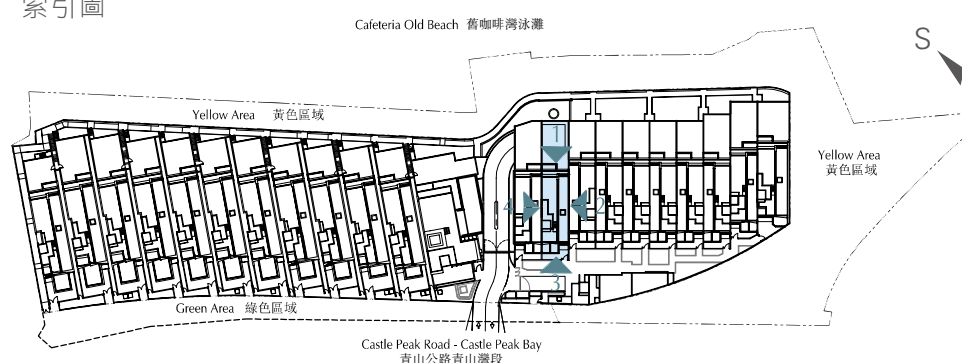 索引圖
Cafeteria Old Beach 舊咖啡灣泳灘
S
Yellow Area 黃色區域
1
Yellow Area
黃色區域
4
2
3
Green Area 綠色區域
Castle Peak Road - Castle Peak Bay
青山公路青山灣段